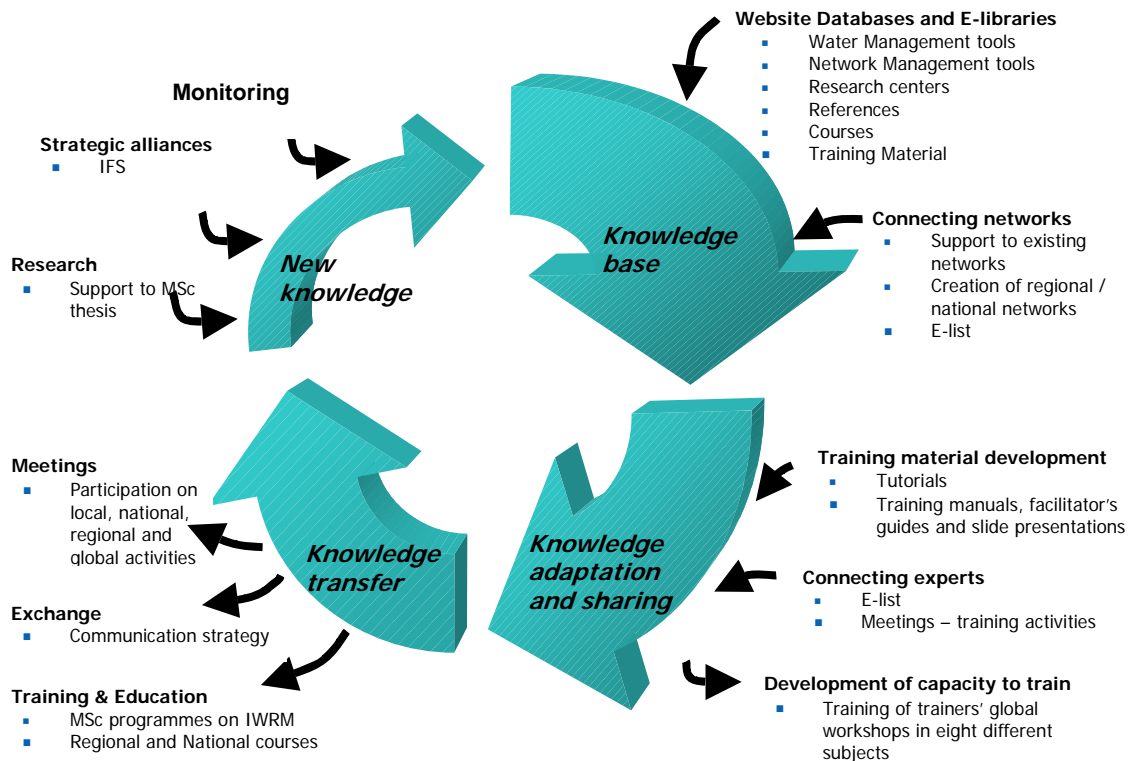 Website Databases and E-libraries
Water Management tools
Network Management tools
Research centers
References
Courses
Training Material
Monitoring
Strategic alliances
IFS
Research
Support to MSc
thesis
New
knowledge
Knowledge
base
Connecting networks
Support to existing
networks
Creation of regional /
national networks
E-list
Training material development
Tutorials
Training manuals, facilitator's
guides and slide presentations
Connecting experts
E-list
Meetings – training activities
Development of capacity to train
Training of trainers' global
workshops in eight different
subjects
Knowledge
adaptation
and sharing
Knowledge
transfer
Meetings
Participation on
local, national,
regional and
global activities
Exchange
Communication strategy
Training & Education
MSc programmes on IWRM
Regional and National courses